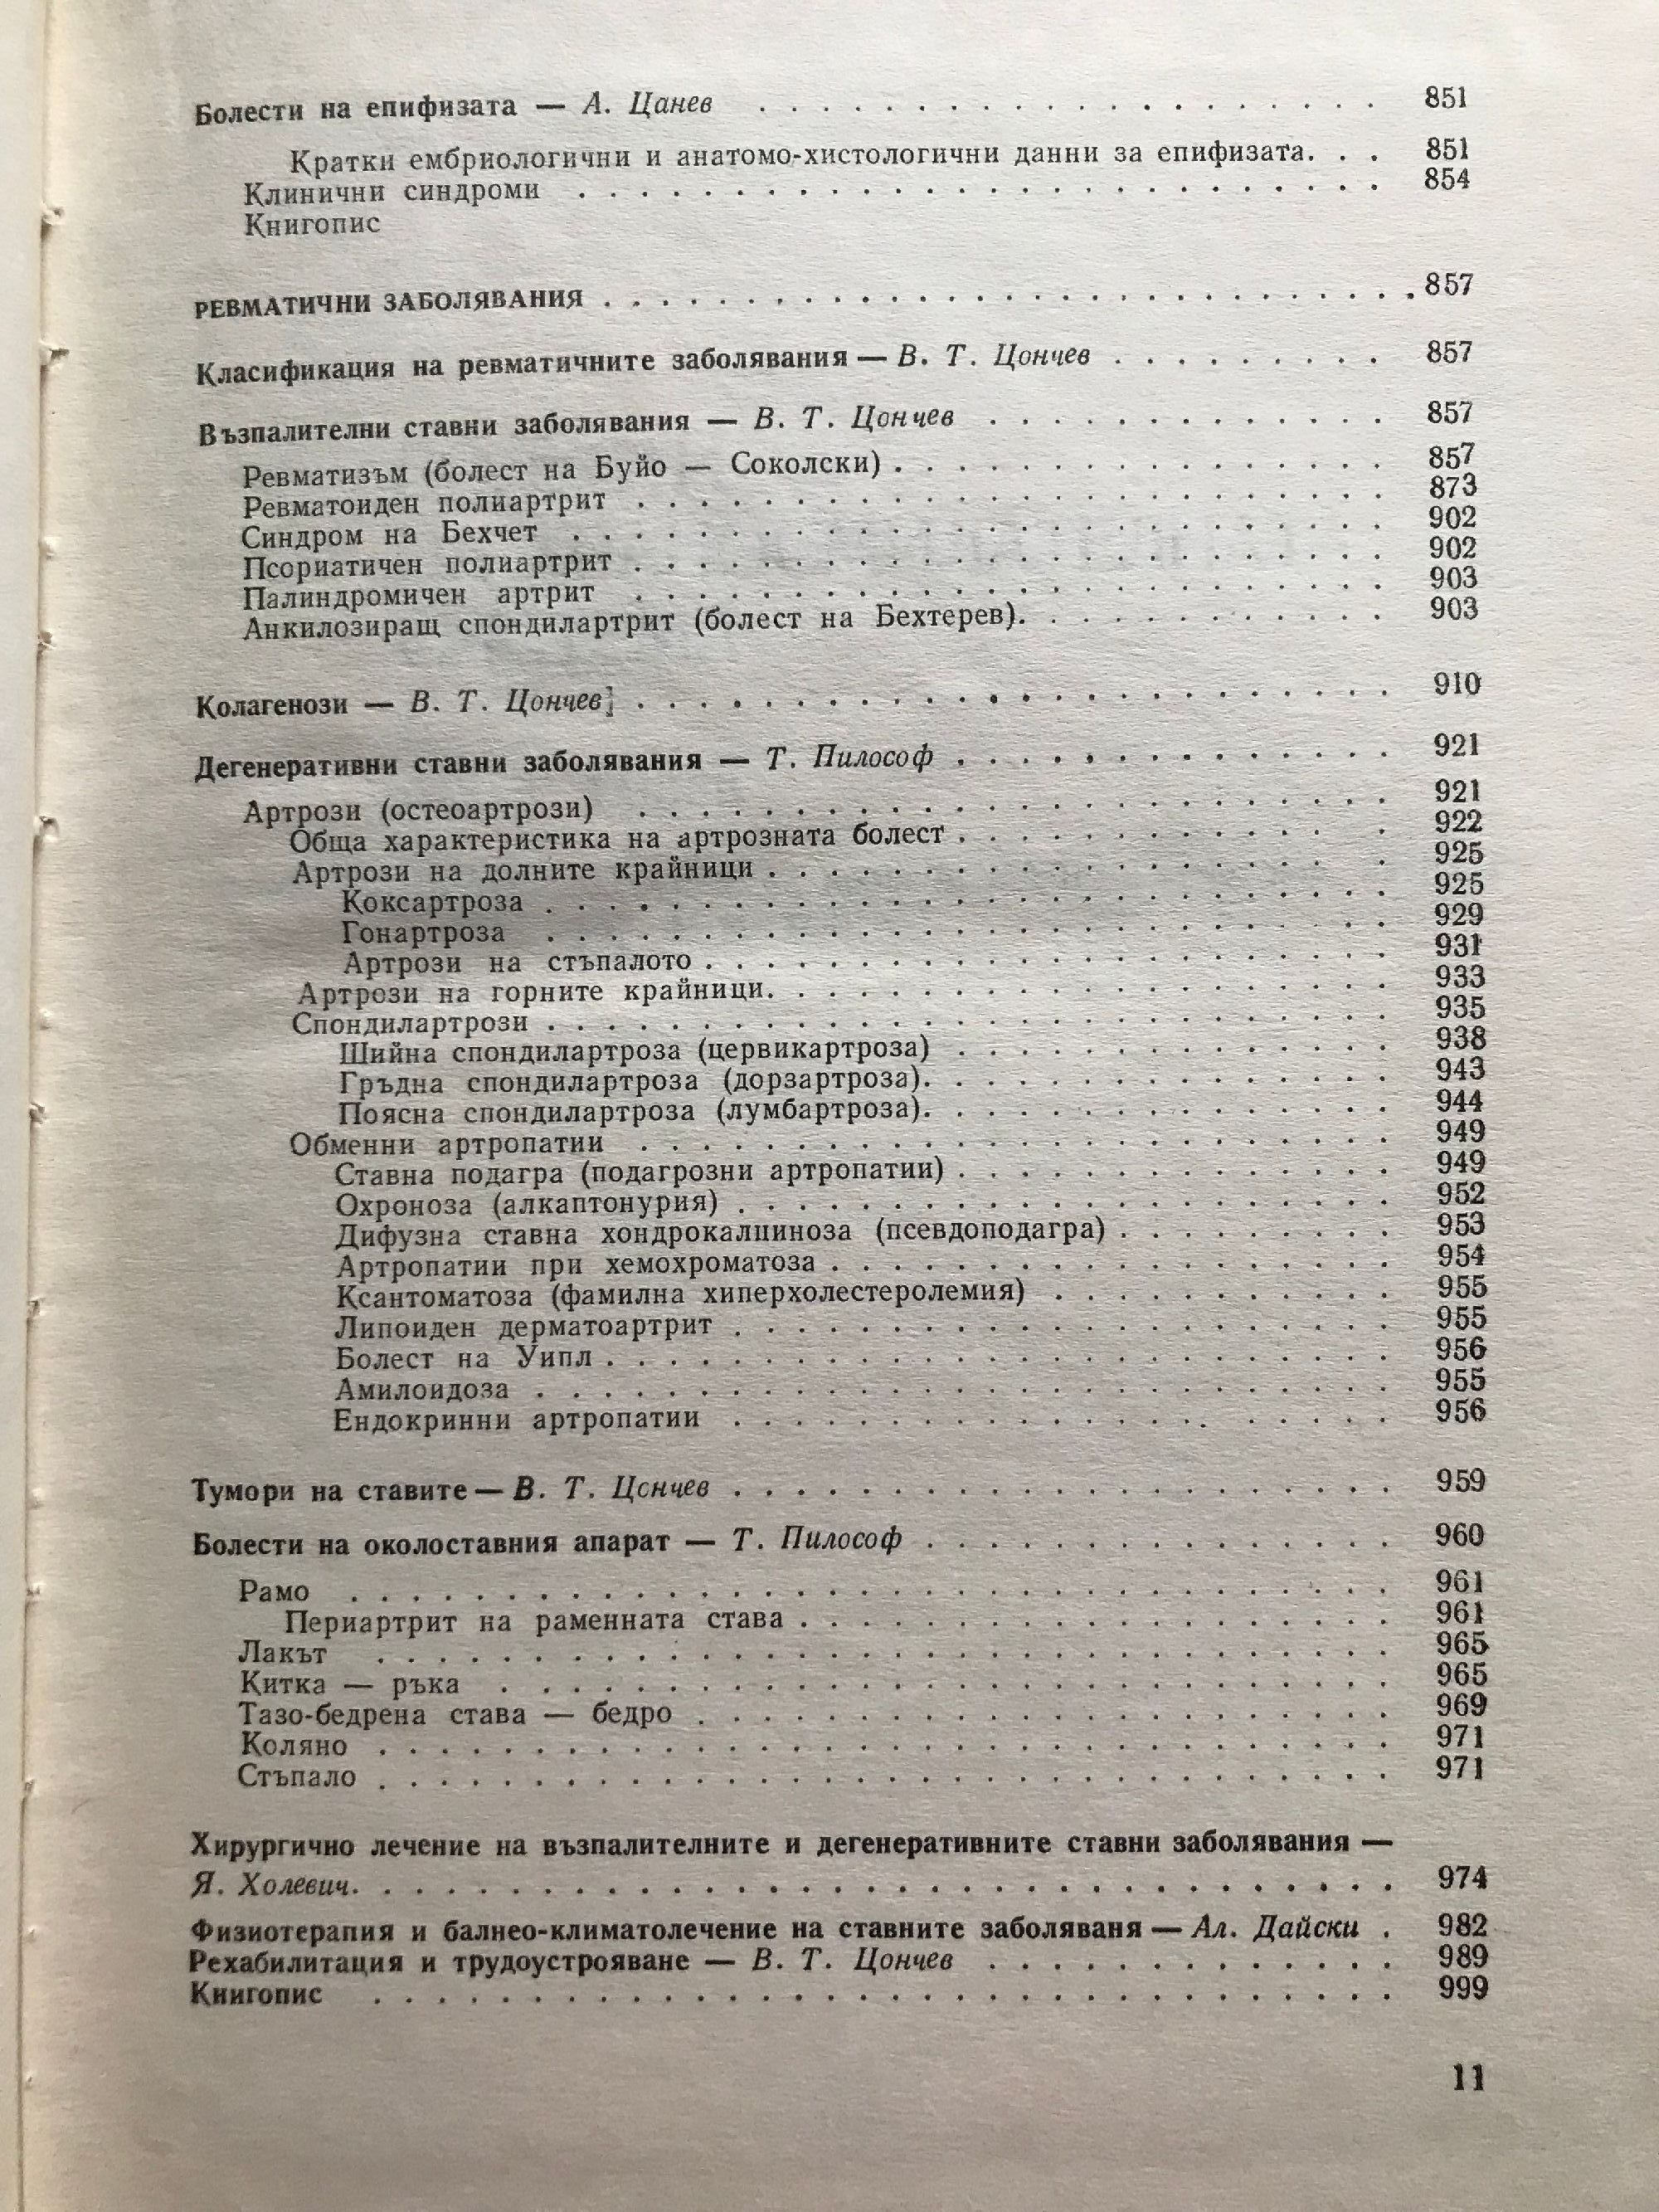 Болести на епифизата — А. Цанев . . . . . . . . . . . . . . . . . . . . 851
Кратки ембриологични и анатомо-хистологични данни за епифизата. . . 851
Клинични синдроми . . . . . . . . . . . . . . . . . . . . . . . . . . 854
Книгопис
РЕВМАТИЧНИ ЗАБОЛЯВАНИЯ . . . . . . . . . . . . . . . . . . . . . . . . . . 857
Класификация на ревматичните заболявания — В. Т. Цончев . . . . . . . . . 857
Възпалителни ставни заболявания — В. Т. Цончев . . . . . . . . . . . . . 857
Ревматизъм (болест на Буйо — Соколски) . . . . . . . . . . . . . . . . 857
Ревматоиден полиартрит . . . . . . . . . . . . . . . . . . . . . . . . 873
Синдром на Бехчет . . . . . . . . . . . . . . . . . . . . . . . . . . 902
Псориатичен полиартрит . . . . . . . . . . . . . . . . . . . . . . . . 902
Палиндромичен артрит . . . . . . . . . . . . . . . . . . . . . . . . 903
Анкилозиращ спондилартрит (болест на Бехтерев). . . . . . . . . . . . 903
Колагенози — В. Т. Цончев . . . . . . . . . . . . . . . . . . . . . . . . 910
Дегенеративни ставни заболявания — Т. Пилософ . . . . . . . . . . . . . . 921
Артрози (остеоартрози) . . . . . . . . . . . . . . . . . . . . . . . . 921
Обща характеристика на артрозната болест . . . . . . . . . . . . . . 922
Артрози на долните крайници . . . . . . . . . . . . . . . . . . . . 925
Коксартроза . . . . . . . . . . . . . . . . . . . . . . . . . . . 925
Гонартроза . . . . . . . . . . . . . . . . . . . . . . . . . . . 929
Артрози на стъпалото . . . . . . . . . . . . . . . . . . . . . . 931
Артрози на горните крайници. . . . . . . . . . . . . . . . . . . . 933
Спондилартрози . . . . . . . . . . . . . . . . . . . . . . . . . . . 935
Шийна спондилартроза (цервикартроза) . . . . . . . . . . . . . . 938
Гръдна спондилартроза (дорзартроза). . . . . . . . . . . . . . . 943
Поясна спондилартроза (лумбартроза). . . . . . . . . . . . . . . 944
Обменни артропатии . . . . . . . . . . . . . . . . . . . . . . . . 949
Ставна подагра (подагрозни артропатии) . . . . . . . . . . . . . . 949
Охроноза (алкаптонурия) . . . . . . . . . . . . . . . . . . . . . 952
Дифузна ставна хондрокалциноза (псевдоподагра) . . . . . . . . . 953
Артропатии при хемохроматоза . . . . . . . . . . . . . . . . . . 954
Ксантоматоза (фамилна хиперхолестеролемия) . . . . . . . . . . . 955
Липоиден дерматоартрит . . . . . . . . . . . . . . . . . . . . . 955
Болест на Уипл . . . . . . . . . . . . . . . . . . . . . . . . . 956
Амилоидоза . . . . . . . . . . . . . . . . . . . . . . . . . . . 955
Ендокринни артропатии . . . . . . . . . . . . . . . . . . . . . . 956
Тумори на ставите — В. Т. Цончев . . . . . . . . . . . . . . . . . . . . . 959
Болести на околоставния апарат — Т. Пилософ . . . . . . . . . . . . . . . 960
Рамо . . . . . . . . . . . . . . . . . . . . . . . . . . . . . . . . . 961
Периартрит на раменната става . . . . . . . . . . . . . . . . . . . 961
Лакът . . . . . . . . . . . . . . . . . . . . . . . . . . . . . . . . 965
Китка — ръка . . . . . . . . . . . . . . . . . . . . . . . . . . . . . 965
Тазо-бедрена става — бедро . . . . . . . . . . . . . . . . . . . . . . 969
Коляно . . . . . . . . . . . . . . . . . . . . . . . . . . . . . . . . 971
Стъпало . . . . . . . . . . . . . . . . . . . . . . . . . . . . . . . . 971
Хирургично лечение на възпалителните и дегенеративните ставни заболявания —
Я. Холевич. . . . . . . . . . . . . . . . . . . . . . . . . . . . . . . . . 974
Физиотерапия и балнео-климатолечение на ставните заболяваня — Ал. Дайски . 982
Рехабилитация и трудоустрояване — В. Т. Цончев . . . . . . . . . . . . . 989
Книгопис . . . . . . . . . . . . . . . . . . . . . . . . . . . . . . . . 999
11